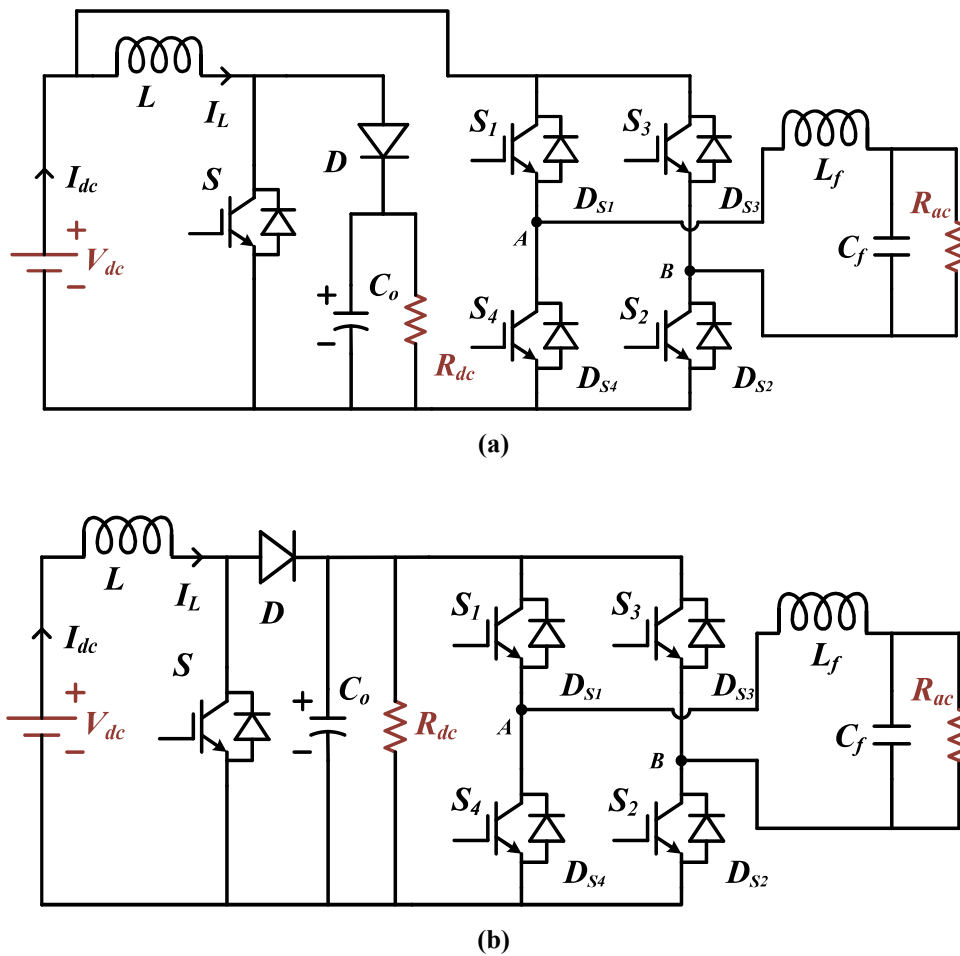 L
I_L
I_dc
+
V_dc
−
S
D
+
C_o
−
R_dc
S_1
S_3
D_S1
D_S3
A
B
S_4
S_2
D_S4
D_S2
L_f
C_f
R_ac
(a)
L
I_L
D
I_dc
+
V_dc
−
S
+
C_o
−
R_dc
S_1
S_3
D_S1
D_S3
A
B
S_4
S_2
D_S4
D_S2
L_f
C_f
R_ac
(b)